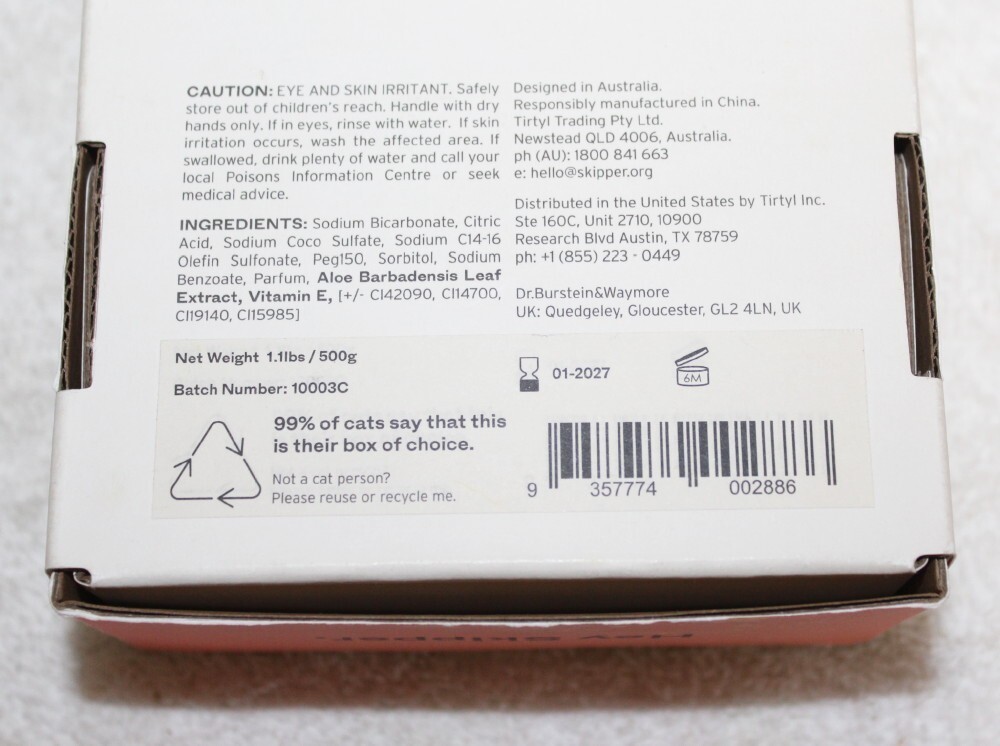 CAUTION: EYE AND SKIN IRRITANT. Safely
store out of children's reach. Handle with dry
hands only. If in eyes, rinse with water. If skin
irritation occurs, wash the affected area. If
swallowed, drink plenty of water and call your
local Poisons Information Centre or seek
medical advice.
INGREDIENTS: Sodium Bicarbonate, Citric
Acid, Sodium Coco Sulfate, Sodium C14-16
Olefin Sulfonate, Peg150, Sorbitol, Sodium
Benzoate, Parfum, Aloe Barbadensis Leaf
Extract, Vitamin E, [+/- CI42090, CI14700,
CI19140, CI15985]
Designed in Australia.
Responsibly manufactured in China.
Tirtyl Trading Pty Ltd.
Newstead QLD 4006, Australia.
ph (AU): 1800 841 663
e: hello@skipper.org
Distributed in the United States by Tirtyl Inc.
Ste 160C, Unit 2710, 10900
Research Blvd Austin, TX 78759
ph: +1 (855) 223 - 0449
Dr.Burstein&Waymore
UK: Quedgeley, Gloucester, GL2 4LN, UK
Net Weight 1.1lbs / 500g
Batch Number: 10003C
01-2027
6M
99% of cats say that this
is their box of choice.
Not a cat person?
Please reuse or recycle me.
9 357774 002886
Hey Skipper.